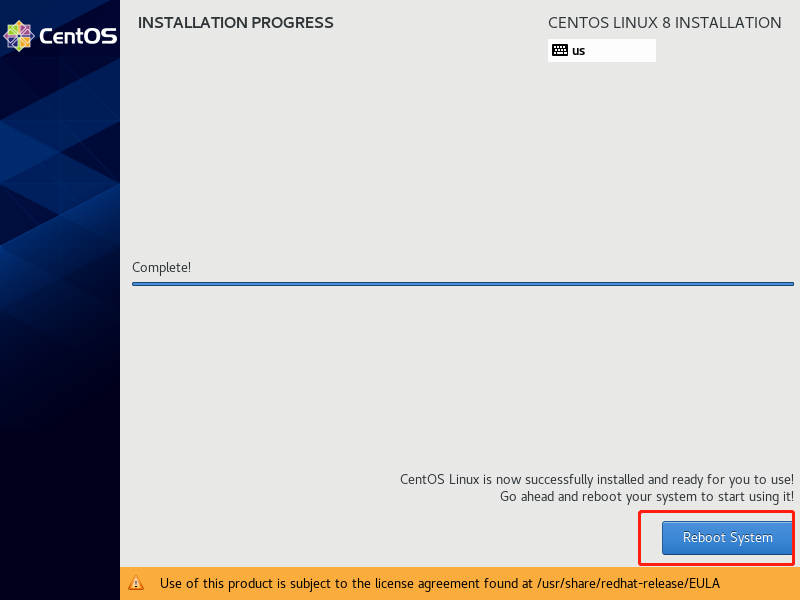 CentOS
INSTALLATION PROGRESS
CENTOS LINUX 8 INSTALLATION
us
Complete!
CentOS Linux is now successfully installed and ready for you to use!
Go ahead and reboot your system to start using it!
Reboot System
Use of this product is subject to the license agreement found at /usr/share/redhat-release/EULA